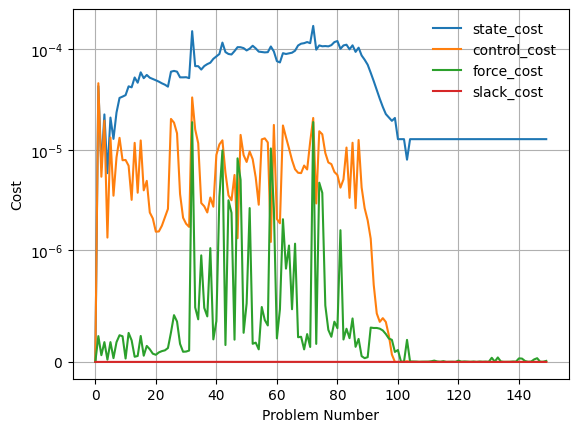 state_cost
control_cost
force_cost
slack_cost
10⁻⁴
10⁻⁵
10⁻⁶
0
Cost
0 20 40 60 80 100 120 140
Problem Number